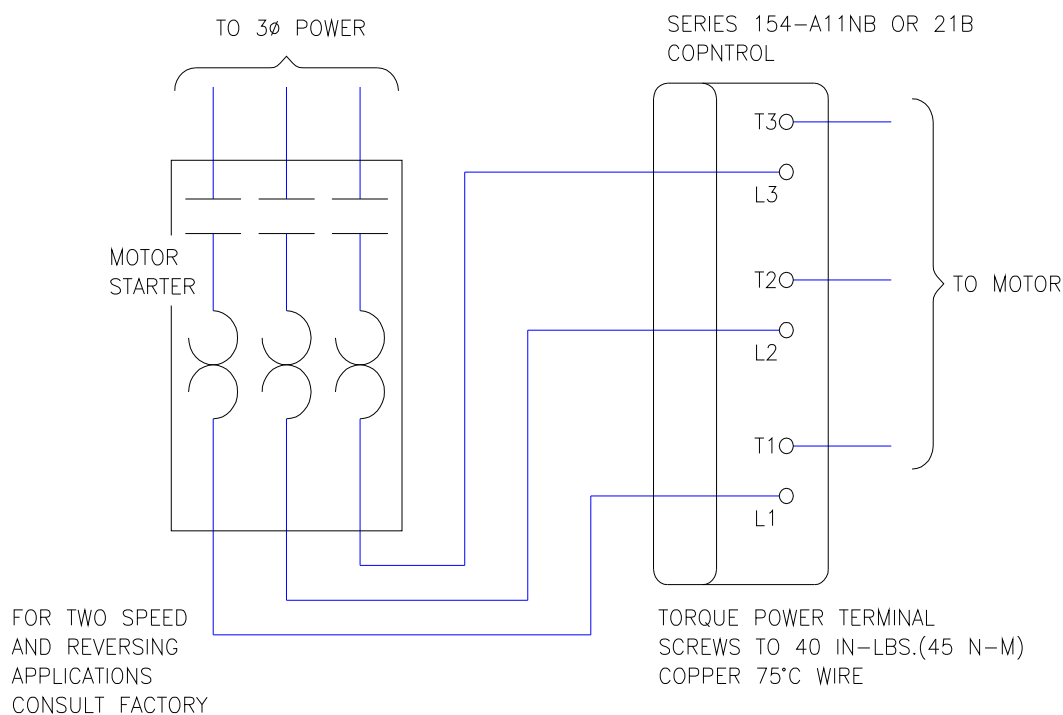 TO 3ø POWER
SERIES 154-A11NB OR 21B
COPNTROL
T3
L3
MOTOR
STARTER
T2
TO MOTOR
L2
T1
L1
FOR TWO SPEED
AND REVERSING
APPLICATIONS
CONSULT FACTORY
TORQUE POWER TERMINAL
SCREWS TO 40 IN-LBS.(45 N-M)
COPPER 75°C WIRE